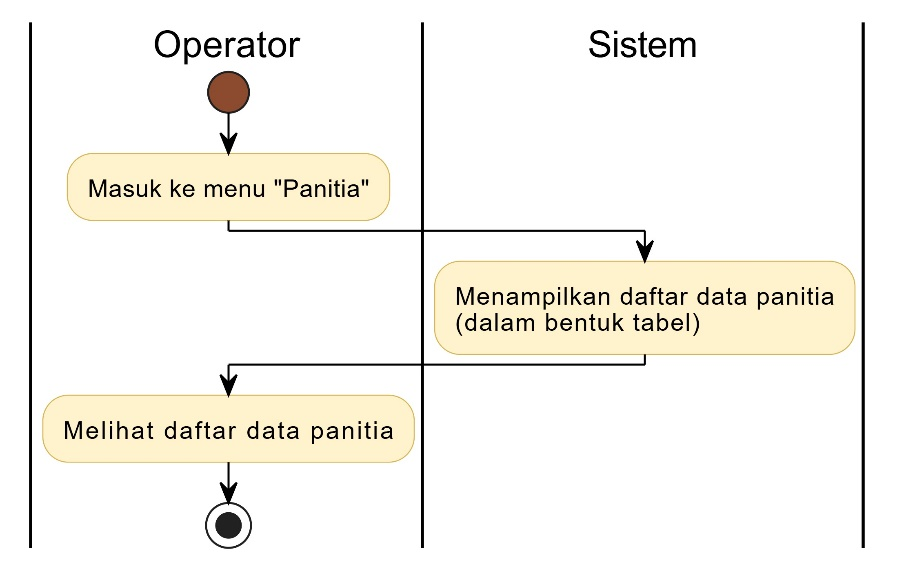 Operator
Sistem
Masuk ke menu "Panitia"
Menampilkan daftar data panitia
(dalam bentuk tabel)
Melihat daftar data panitia